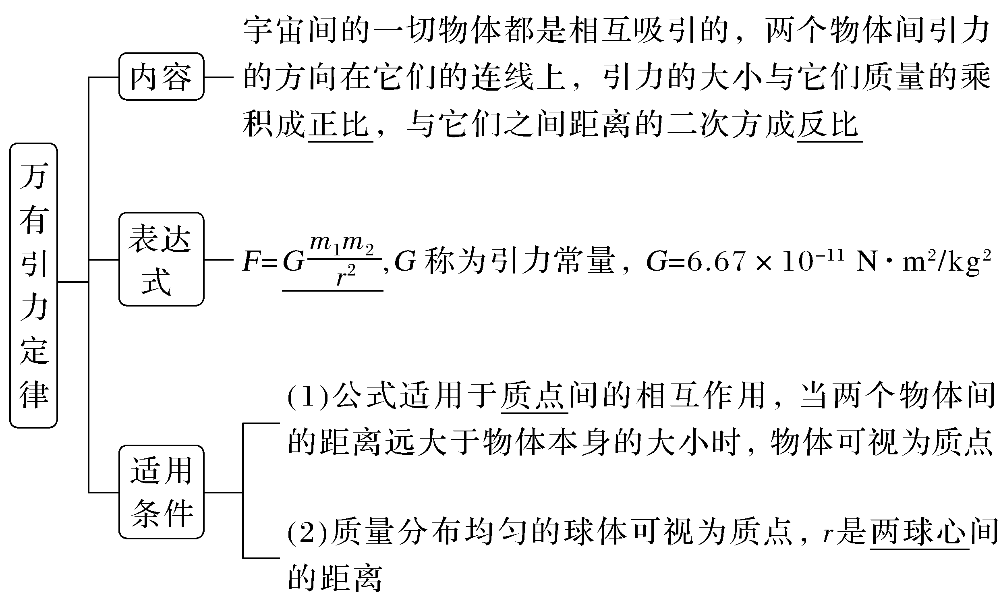 万有引力定律
内容
宇宙间的一切物体都是相互吸引的，两个物体间引力
的方向在它们的连线上，引力的大小与它们质量的乘
积成正比，与它们之间距离的二次方成反比
表达
式
F=G\frac{m₁m₂}{r²},G 称为引力常量，G=6.67×10⁻¹¹ N·m²/kg²
适用
条件
(1)公式适用于质点间的相互作用，当两个物体间
的距离远大于物体本身的大小时，物体可视为质点
(2)质量分布均匀的球体可视为质点，r是两球心间
的距离